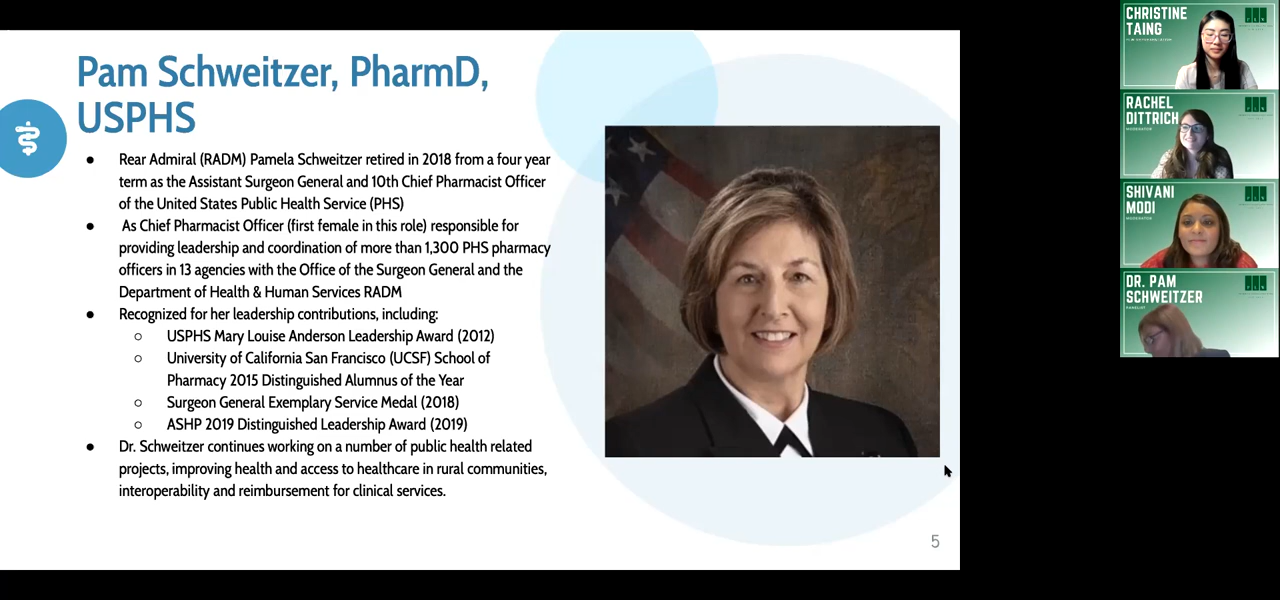 Pam Schweitzer, PharmD,
USPHS
● Rear Admiral (RADM) Pamela Schweitzer retired in 2018 from a four year
term as the Assistant Surgeon General and 10th Chief Pharmacist Officer
of the United States Public Health Service (PHS)
● As Chief Pharmacist Officer (first female in this role) responsible for
providing leadership and coordination of more than 1,300 PHS pharmacy
officers in 13 agencies with the Office of the Surgeon General and the
Department of Health & Human Services RADM
● Recognized for her leadership contributions, including:
○ USPHS Mary Louise Anderson Leadership Award (2012)
○ University of California San Francisco (UCSF) School of
Pharmacy 2015 Distinguished Alumnus of the Year
○ Surgeon General Exemplary Service Medal (2018)
○ ASHP 2019 Distinguished Leadership Award (2019)
● Dr. Schweitzer continues working on a number of public health related
projects, improving health and access to healthcare in rural communities,
interoperability and reimbursement for clinical services.
5
CHRISTINE
TAING
RACHEL
DITTRICH
MODERATOR
SHIVANI
MODI
MODERATOR
DR. PAM
SCHWEITZER
PANELIST